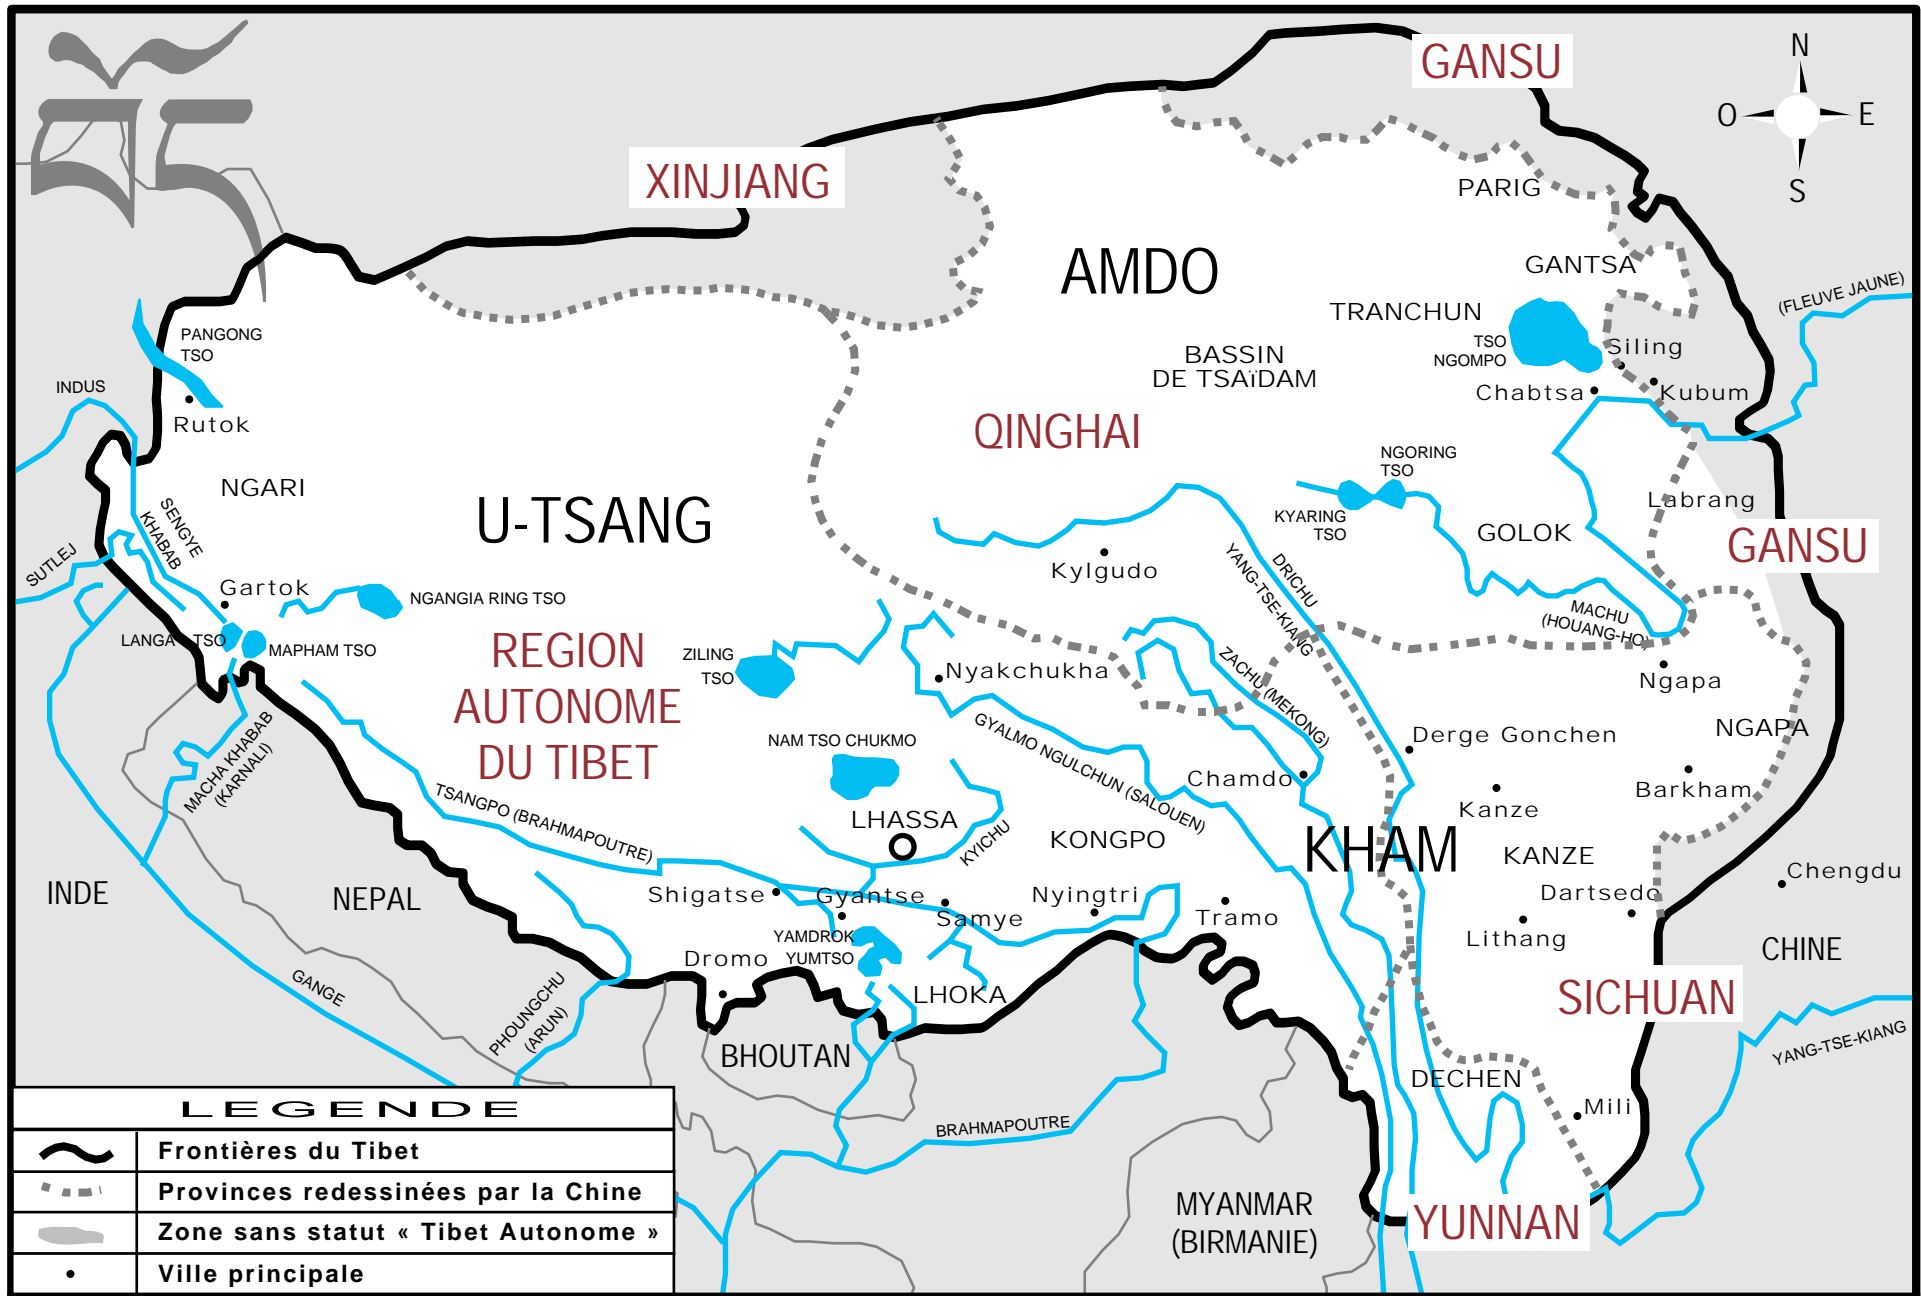 བོད
GANSU
N
O
E
S
XINJIANG
PARIG
AMDO
GANTSA
(FLEUVE JAUNE)
TRANCHUN
PANGONG
TSO
TSO
NGOMPO
Siling
BASSIN
DE TSAïDAM
INDUS
Chabtsa
Kubum
Rutok
QINGHAI
NGORING
TSO
NGARI
Labrang
U-TSANG
SENGYE
KHABAB
KYARING
TSO
GOLOK
GANSU
SUTLEJ
Kylgudo
DRICHU
YANG-TSE-KIANG
Gartok
NGANGIA RING TSO
MACHU
(HOUANG-HO)
LANGA TSO
MAPHAM TSO
REGION
AUTONOME
DU TIBET
ZILING
TSO
Nyakchukha
ZACHU (MEKONG)
Ngapa
NGAPA
MACHA KHABAB
(KARNALI)
GYALMO NGULCHUN (SALOUEN)
Derge Gonchen
NAM TSO CHUKMO
Chamdo
Barkham
Kanze
TSANGPO (BRAHMAPOUTRE)
LHASSA
KYICHU
KONGPO
KHAM
KANZE
Chengdu
INDE
NEPAL
Shigatse
Gyantse
Samye
Nyingtri
Tramo
Dartsedo
Lithang
YAMDROK
YUMTSO
Dromo
CHINE
GANGE
LHOKA
SICHUAN
PHOUNGCHU
(ARUN)
BHOUTAN
YANG-TSE-KIANG
DECHEN
Mili
BRAHMAPOUTRE
MYANMAR
(BIRMANIE)
YUNNAN
LEGENDE
Frontières du Tibet
Provinces redessinées par la Chine
Zone sans statut « Tibet Autonome »
Ville principale